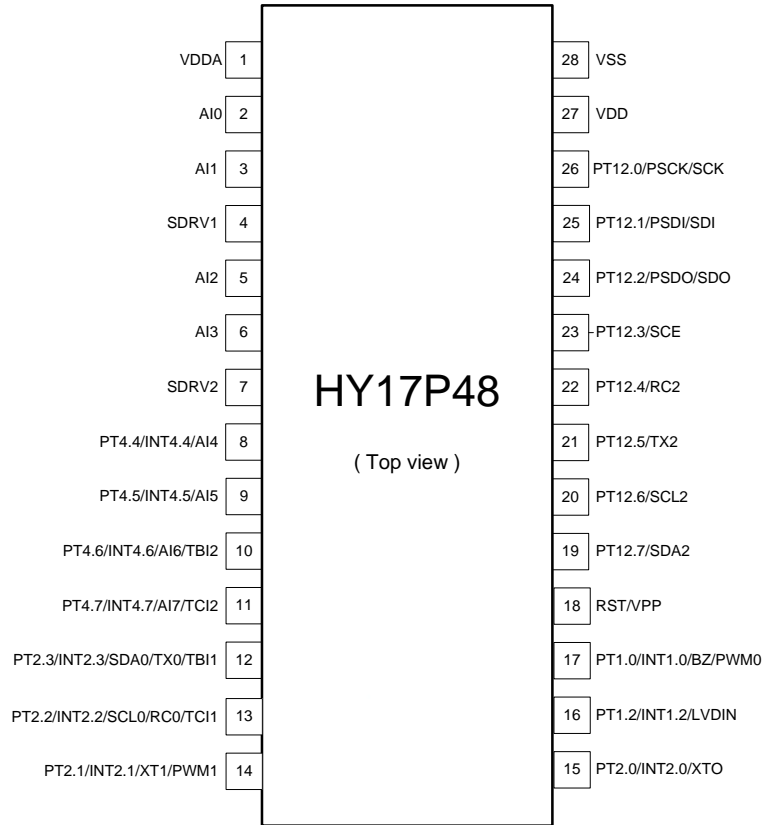 VDDA 1
AI0 2
AI1 3
SDRV1 4
AI2 5
AI3 6
SDRV2 7
PT4.4/INT4.4/AI4 8
PT4.5/INT4.5/AI5 9
PT4.6/INT4.6/AI6/TBI2 10
PT4.7/INT4.7/AI7/TCI2 11
PT2.3/INT2.3/SDA0/TX0/TBI1 12
PT2.2/INT2.2/SCL0/RC0/TCI1 13
PT2.1/INT2.1/XT1/PWM1 14
HY17P48
( Top view )
28 VSS
27 VDD
26 PT12.0/PSCK/SCK
25 PT12.1/PSDI/SDI
24 PT12.2/PSDO/SDO
23 PT12.3/SCE
22 PT12.4/RC2
21 PT12.5/TX2
20 PT12.6/SCL2
19 PT12.7/SDA2
18 RST/VPP
17 PT1.0/INT1.0/BZ/PWM0
16 PT1.2/INT1.2/LVDIN
15 PT2.0/INT2.0/XTO